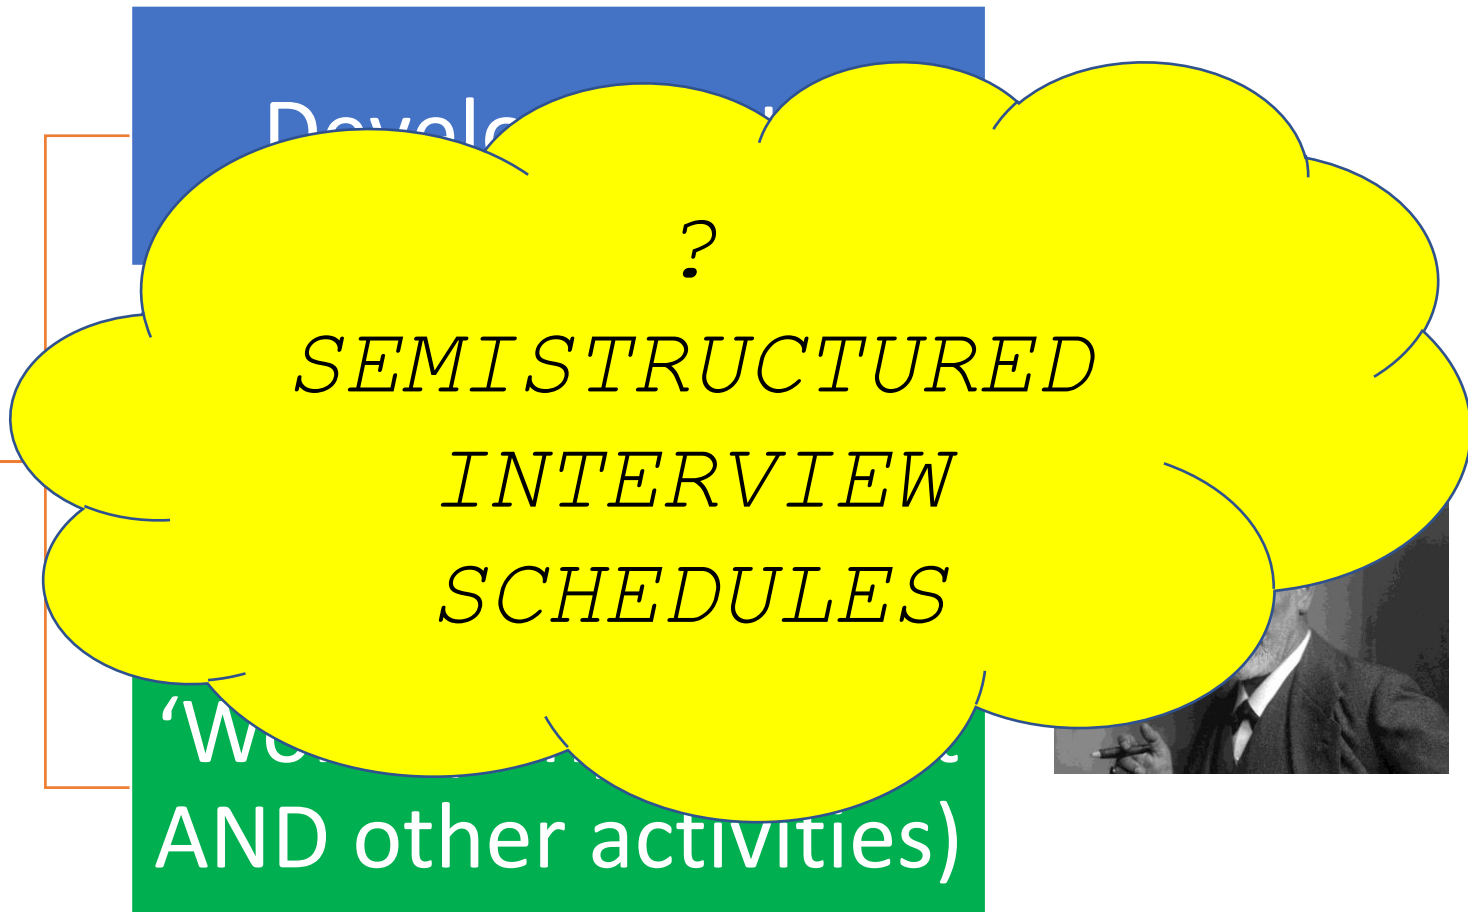 ?
SEMISTRUCTURED
INTERVIEW
SCHEDULES
AND other activities)